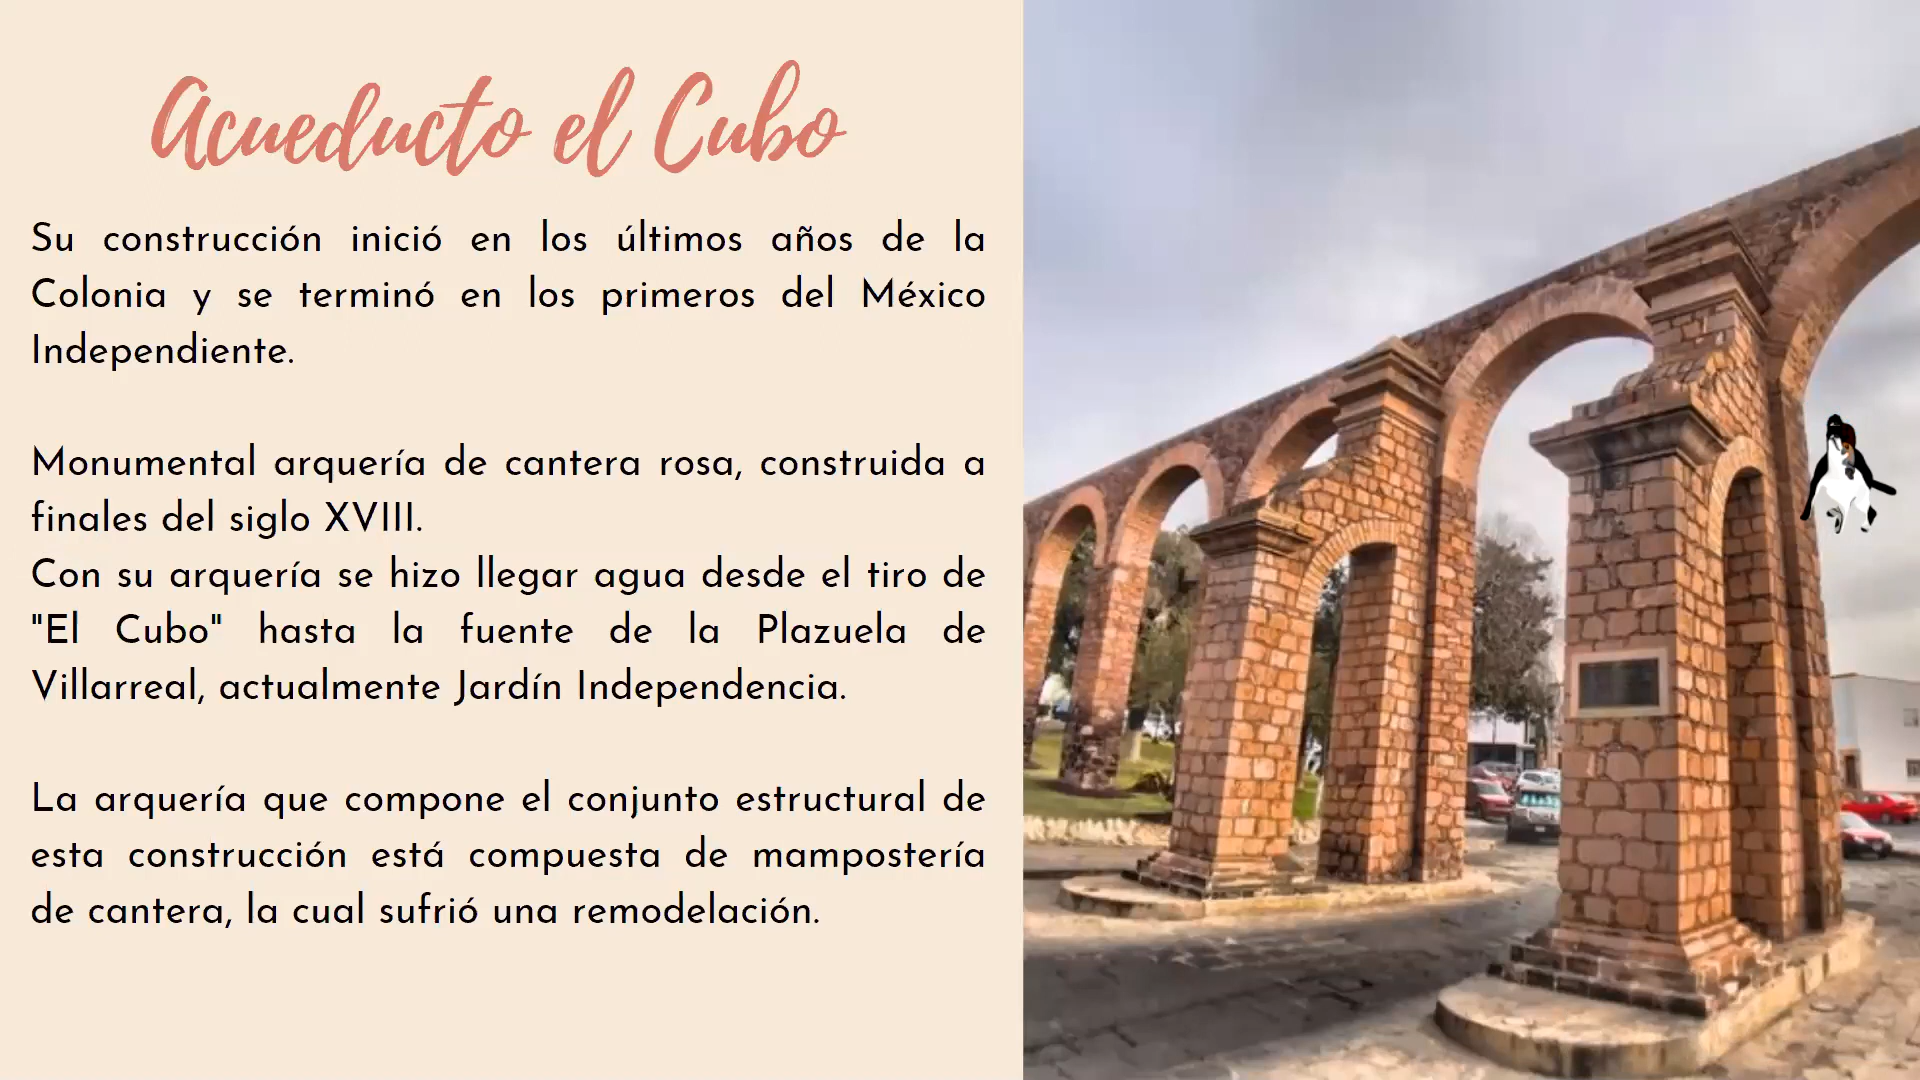 Acueducto el Cubo
Su construcción inició en los últimos años de la
Colonia y se terminó en los primeros del México
Independiente.
Monumental arquería de cantera rosa, construida a
finales del siglo XVIII.
Con su arquería se hizo llegar agua desde el tiro de
"El Cubo" hasta la fuente de la Plazuela de
Villarreal, actualmente Jardín Independencia.
La arquería que compone el conjunto estructural de
esta construcción está compuesta de mampostería
de cantera, la cual sufrió una remodelación.